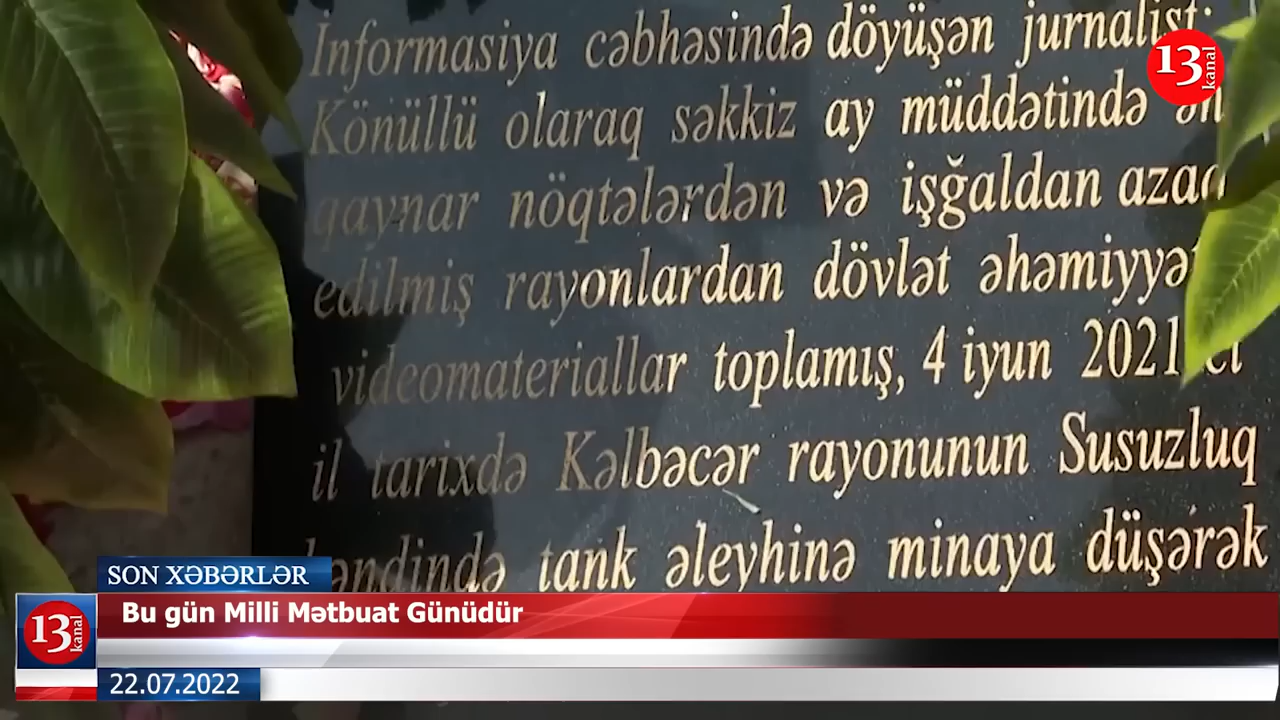 İnformasiya cəbhəsində döyüşən jurnalist:
Könüllü olaraq səkkiz ay müddətində ən
qaynar nöqtələrdən və işğaldan azad
edilmiş rayonlardan dövlət
videomateriallar toplamış, 4 iyun 2021
il tarixdə Kəlbəcər rayonunun Susuzluq
kəndində tank əleyhinə minaya düşərək
13 kanal
SON XƏBƏRLƏR
Bu gün Milli Mətbuat Günüdür
13 kanal
22.07.2022